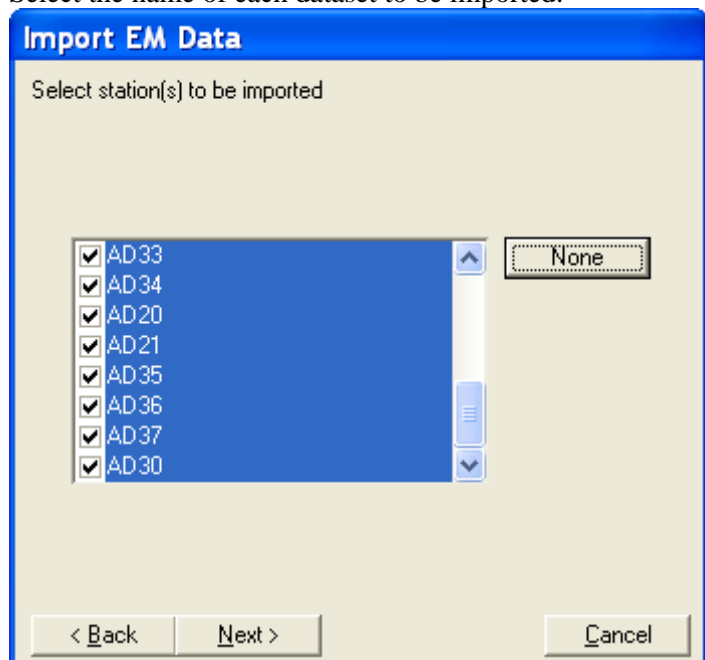 Select the name of each dataset to be imported.
Import EM Data
Select station(s) to be imported
AD33
None
AD34
AD20
AD21
AD35
AD36
AD37
AD30
< Back
Next >
Cancel